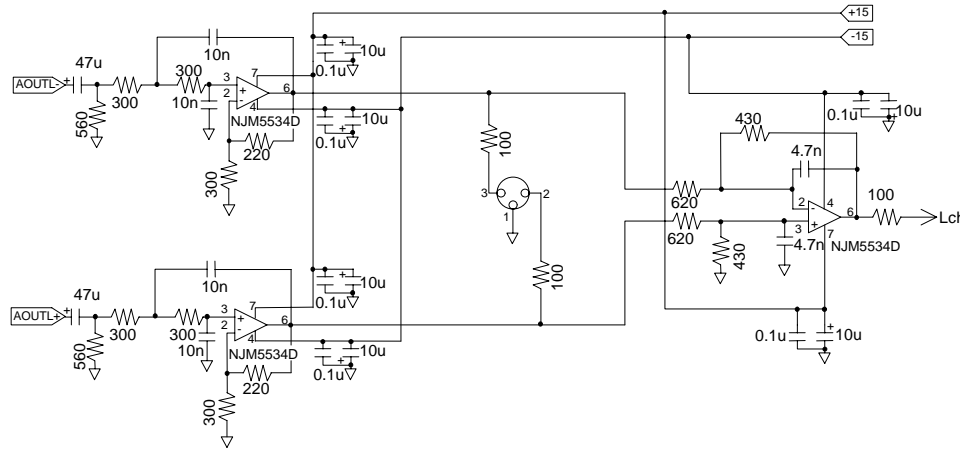 +15
-15
10n
+
10u
0.1u
47u
AOUTL-
+
300
300
10n
560
3
2
+
-
7
4
6
NJM5534D
220
300
0.1u
+
10u
100
3
2
1
100
430
4.7n
620
620
430
4.7n
2
3
-
+
4
7
6
NJM5534D
100
Lch
0.1u
10u
+
10n
+
10u
0.1u
47u
AOUTL+
+
300
300
10n
560
3
2
+
-
7
4
6
NJM5534D
220
300
0.1u
+
10u
0.1u
+
10u